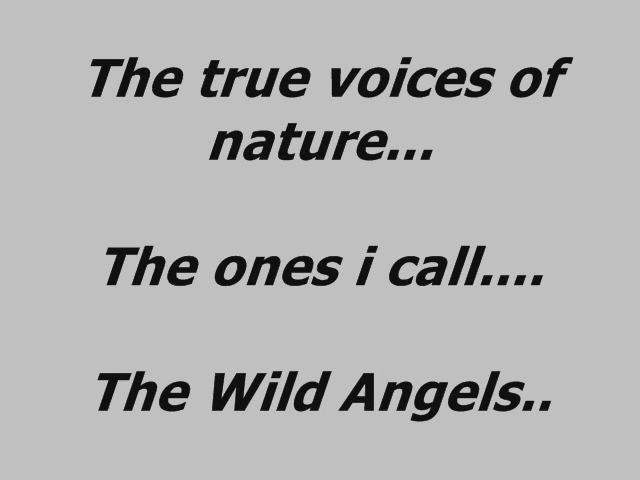 The true voices of
nature...
The ones i call....
The Wild Angels..